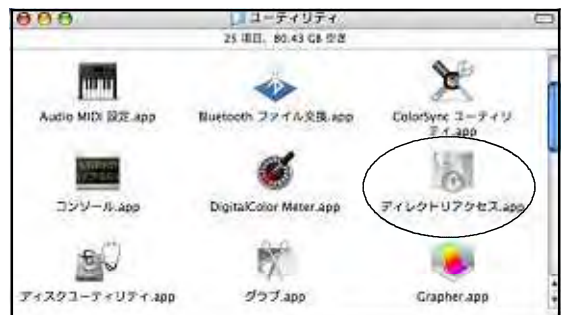 ユーティリティ
25 項目、80.43 GB 空き
Audio MIDI 設定.app
Bluetooth ファイル交換.app
ColorSync ユーティリ
ティ.app
コンソール.app
DigitalColor Meter.app
ディレクトリアクセス.app
ディスクユーティリティ.app
グラブ.app
Grapher.app